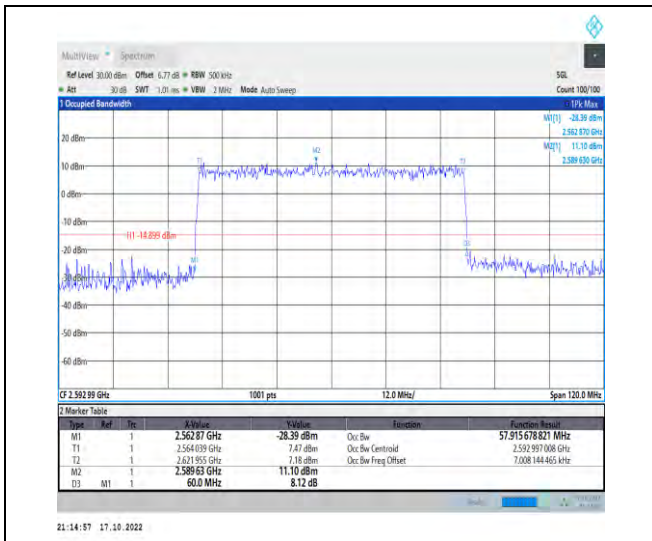 MultiView Spectrum
Ref Level 30.00 dBm Offset 6.77 dB RBW 500 kHz SGL
Att 30 dB SWT 1.01 ms VBW 2 MHz Mode Auto Sweep Count 100/100
1 Occupied Bandwidth 1Pk Max
M1[1] -28.39 dBm
2.562 870 GHz
M2[1] 11.10 dBm
2.589 630 GHz
20 dBm
M2
T1 T2
10 dBm
0 dBm
-10 dBm
H1 -14.899 dBm
-20 dBm
D3
M1
-30 dBm
-40 dBm
-50 dBm
-60 dBm
CF 2.592 99 GHz 1001 pts 12.0 MHz/ Span 120.0 MHz
2 Marker Table
Type Ref Trc X-Value Y-Value Function Function Result
M1 1 2.562 87 GHz -28.39 dBm Occ Bw 57.915 678 821 MHz
T1 1 2.564 039 GHz 7.47 dBm Occ Bw Centroid 2.592 997 008 GHz
T2 1 2.621 955 GHz 7.18 dBm Occ Bw Freq Offset 7.008 144 465 kHz
M2 1 2.589 63 GHz 11.10 dBm
D3 M1 1 60.0 MHz 8.12 dB
21:14:57 17.10.2022